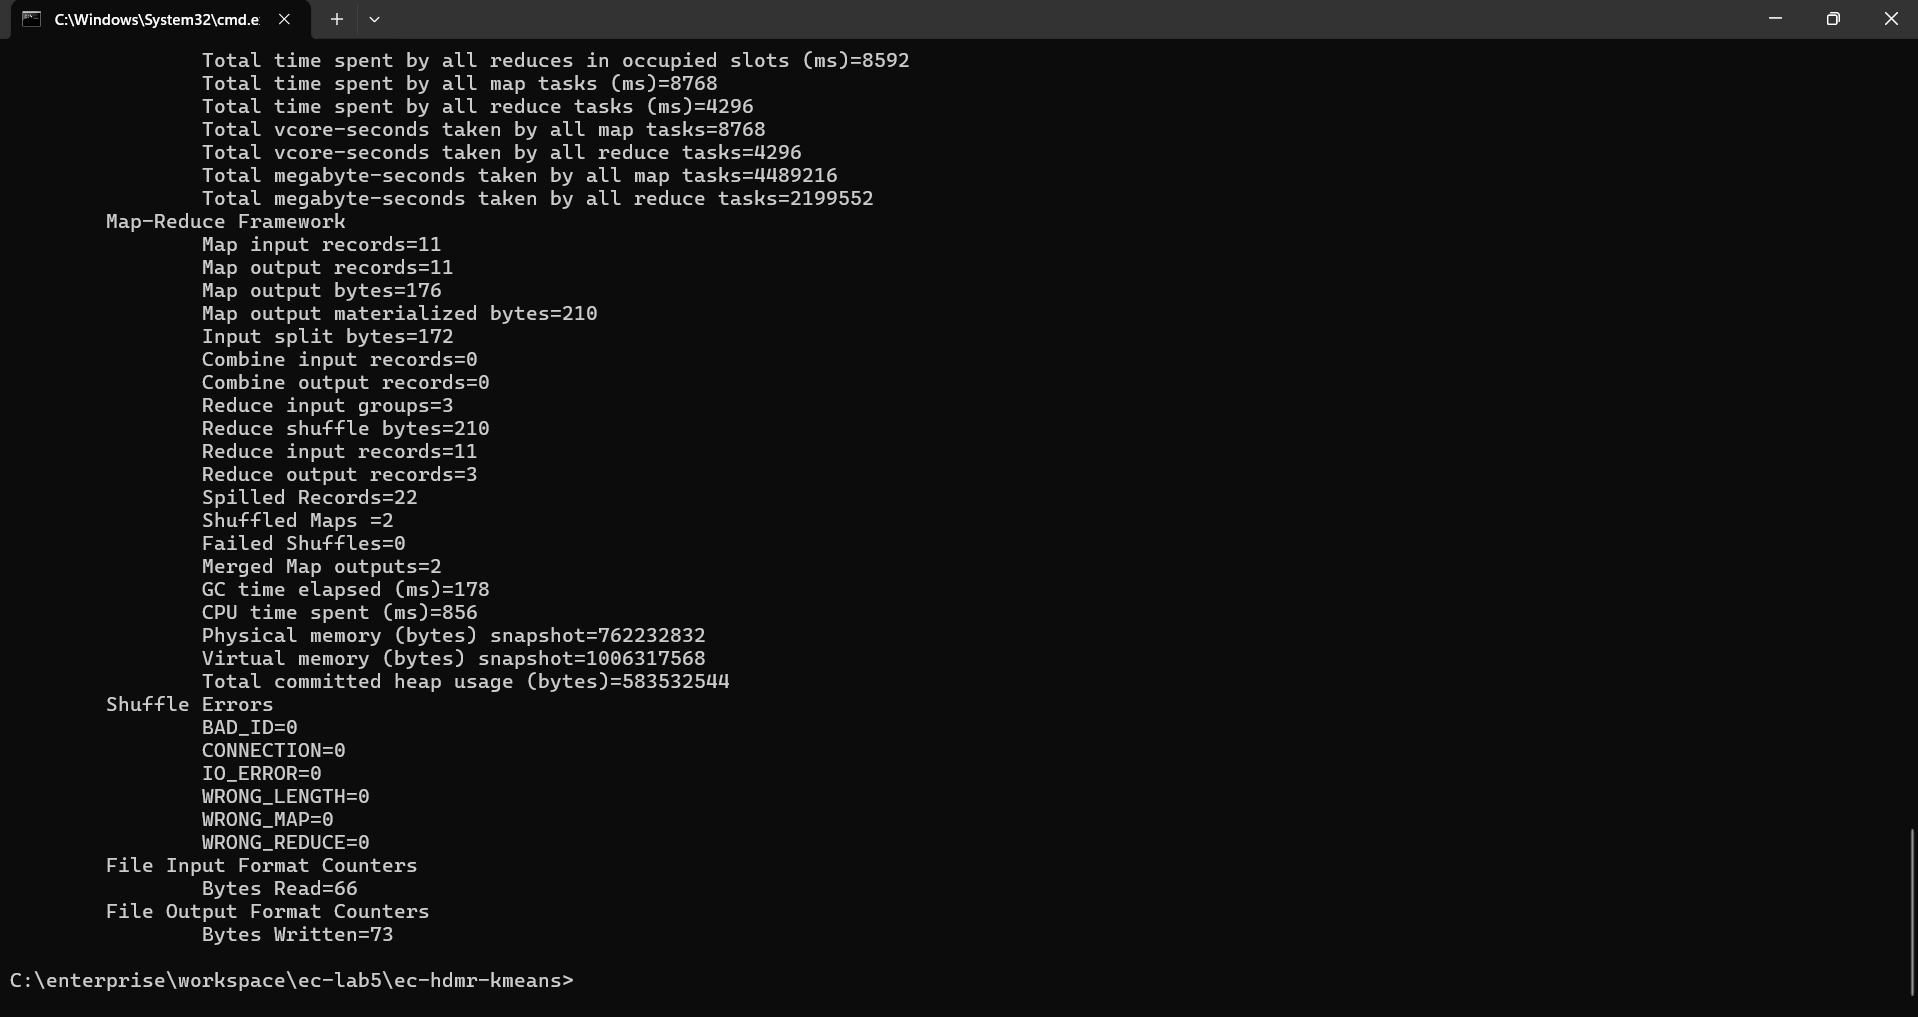 C:\Windows\System32\cmd.e
Total time spent by all reduces in occupied slots (ms)=8592
Total time spent by all map tasks (ms)=8768
Total time spent by all reduce tasks (ms)=4296
Total vcore-seconds taken by all map tasks=8768
Total vcore-seconds taken by all reduce tasks=4296
Total megabyte-seconds taken by all map tasks=4489216
Total megabyte-seconds taken by all reduce tasks=2199552
Map-Reduce Framework
Map input records=11
Map output records=11
Map output bytes=176
Map output materialized bytes=210
Input split bytes=172
Combine input records=0
Combine output records=0
Reduce input groups=3
Reduce shuffle bytes=210
Reduce input records=11
Reduce output records=3
Spilled Records=22
Shuffled Maps =2
Failed Shuffles=0
Merged Map outputs=2
GC time elapsed (ms)=178
CPU time spent (ms)=856
Physical memory (bytes) snapshot=762232832
Virtual memory (bytes) snapshot=1006317568
Total committed heap usage (bytes)=583532544
Shuffle Errors
BAD_ID=0
CONNECTION=0
IO_ERROR=0
WRONG_LENGTH=0
WRONG_MAP=0
WRONG_REDUCE=0
File Input Format Counters
Bytes Read=66
File Output Format Counters
Bytes Written=73
C:\enterprise\workspace\ec-lab5\ec-hdmr-kmeans>